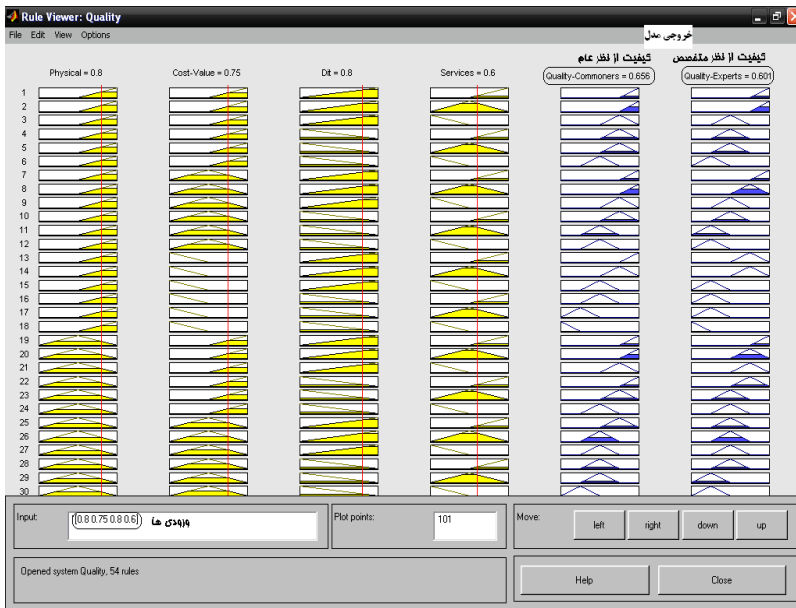 Rule Viewer: Quality
File Edit View Options
خروجی مدل
کیفیت از نظر عام
کیفیت از نظر متخصص
Physical = 0.8
Cost-Value = 0.75
Dit = 0.8
Services = 0.6
Quality-Commoners = 0.656
Quality-Experts = 0.601
1
2
3
4
5
6
7
8
9
10
11
12
13
14
15
16
17
18
19
20
21
22
23
24
25
26
27
28
29
30
Input:
[0.8 0.75 0.8 0.6]
ورودی ها
Plot points:
101
Move:
left
right
down
up
Opened system Quality, 54 rules
Help
Close